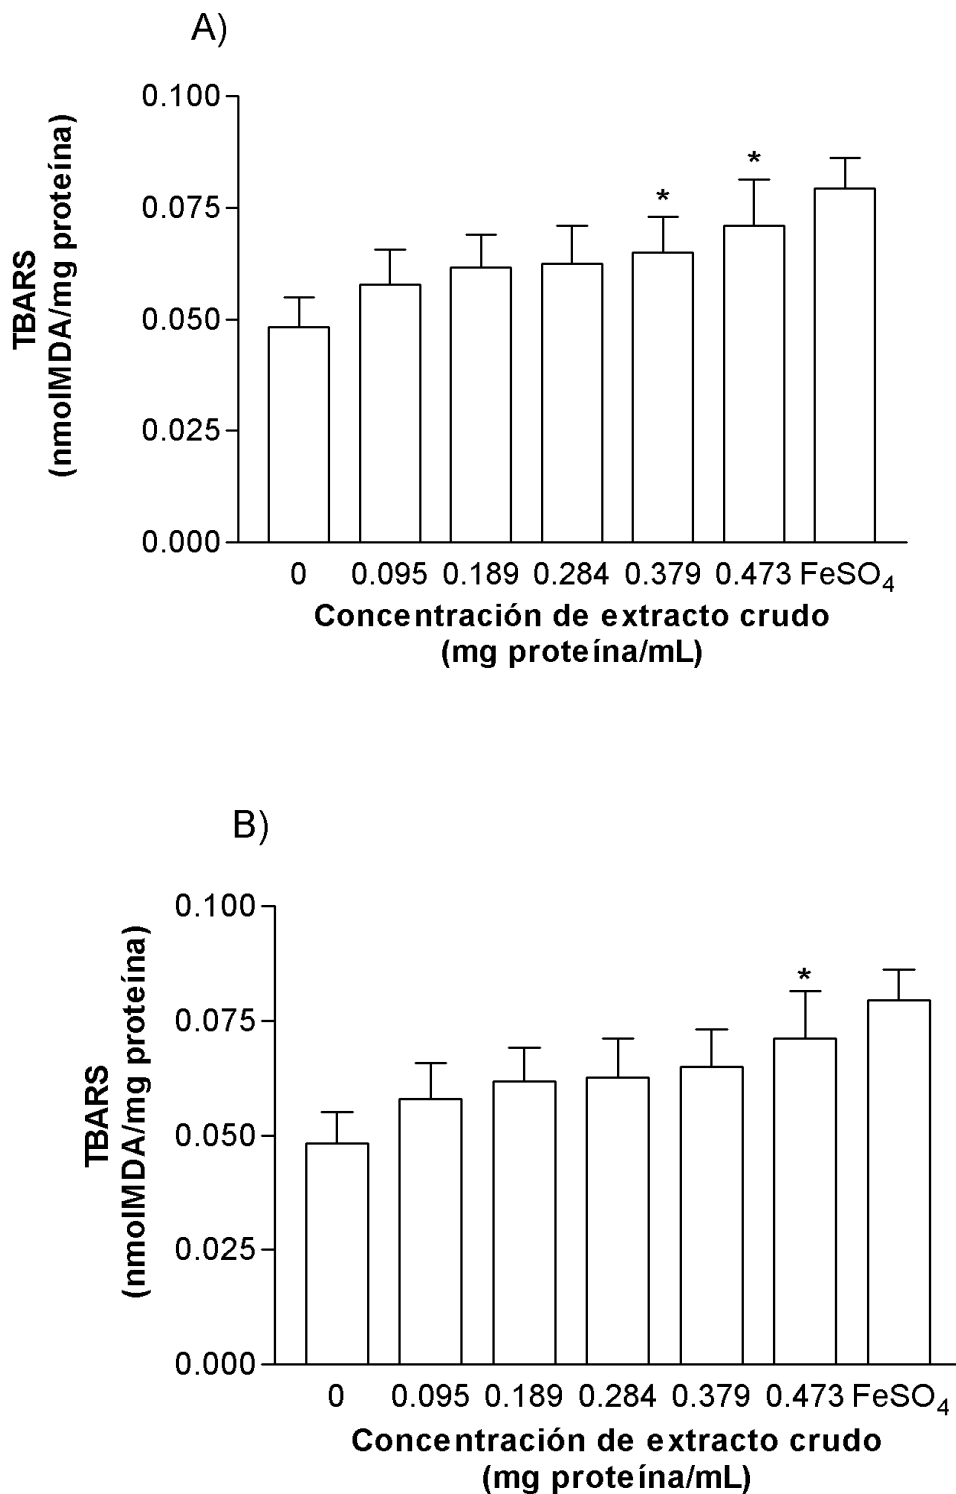 A)
TBARS
(nmolMDA/mg proteína)
0.100
0.075
*
*
0.050
0.025
0.000
0 0.095 0.189 0.284 0.379 0.473 FeSO₄
Concentración de extracto crudo
(mg proteína/mL)
B)
TBARS
(nmolMDA/mg proteína)
0.100
*
0.075
0.050
0.025
0.000
0 0.095 0.189 0.284 0.379 0.473 FeSO₄
Concentración de extracto crudo
(mg proteína/mL)